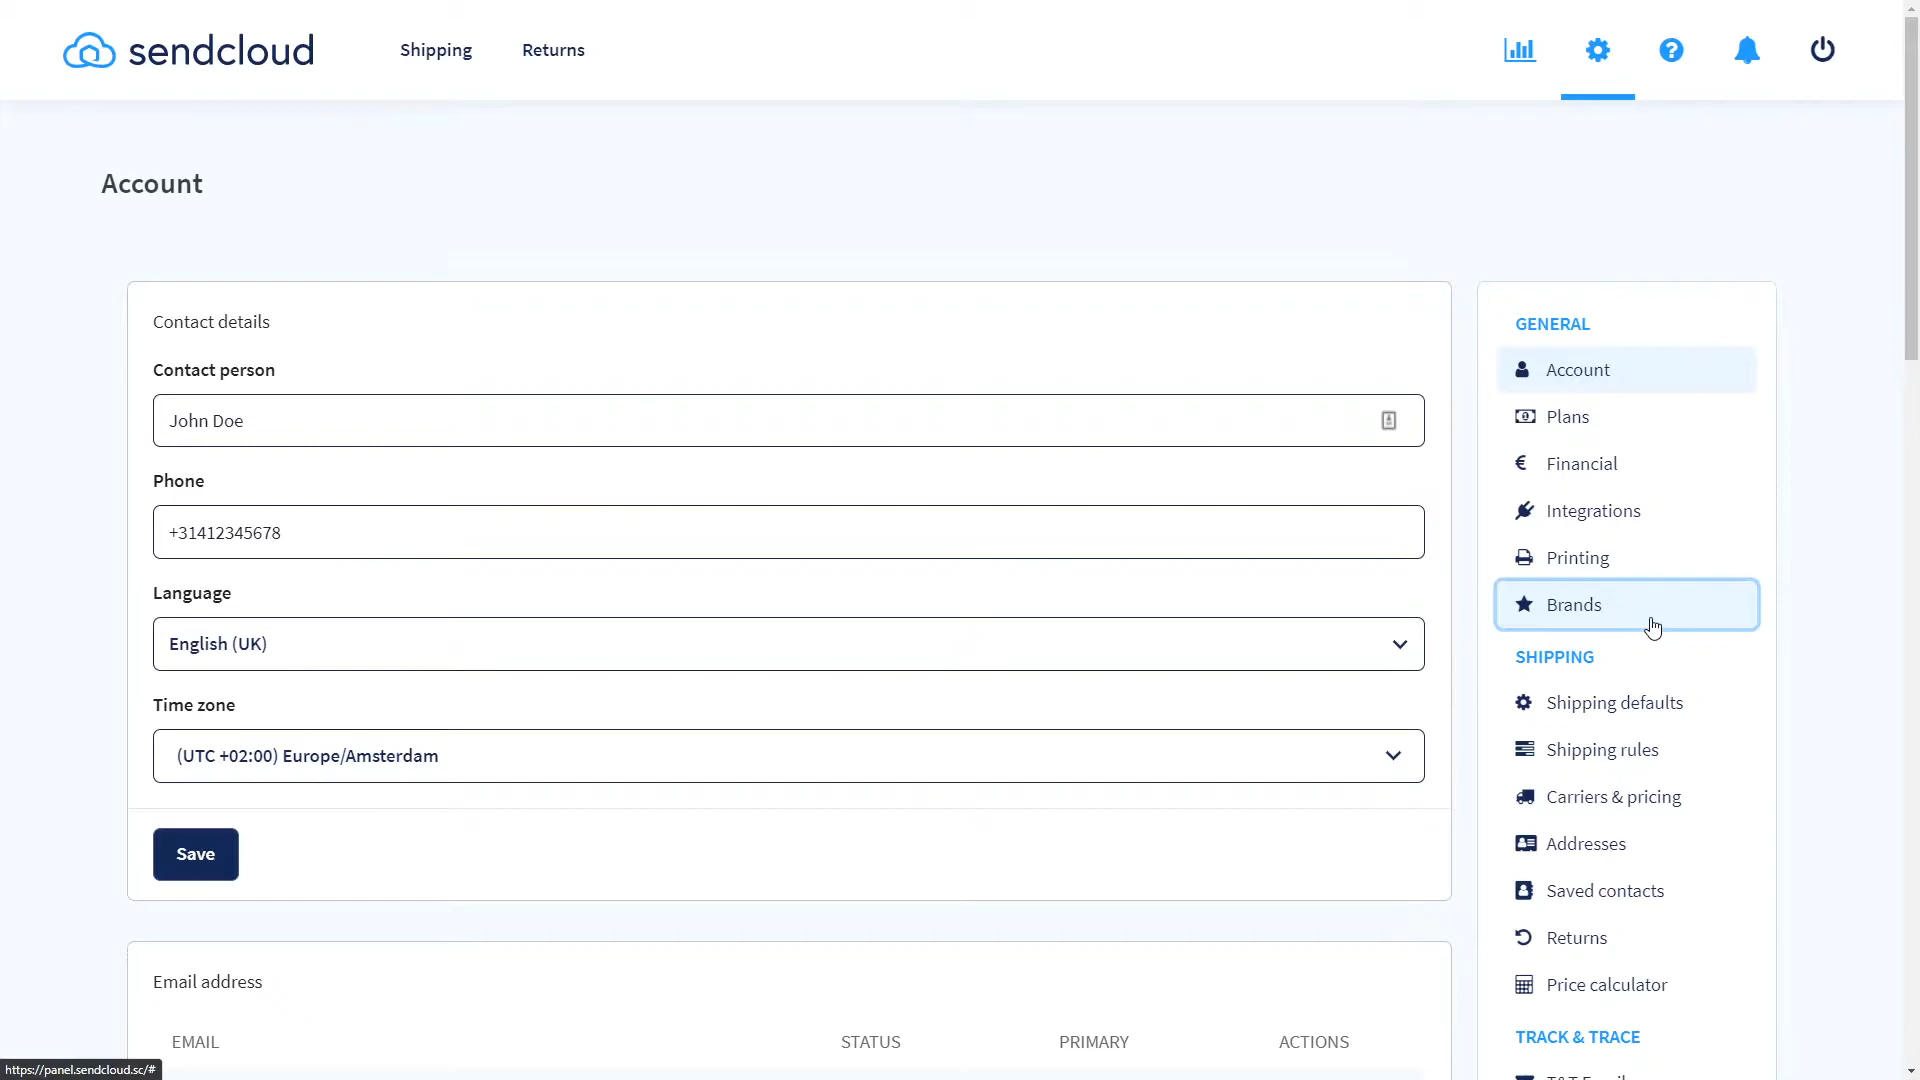 sendcloud
Shipping
Returns
Account
Contact details
Contact person
John Doe
Phone
+31412345678
Language
English (UK)
Time zone
(UTC +02:00) Europe/Amsterdam
Save
Email address
EMAIL
STATUS
PRIMARY
ACTIONS
GENERAL
Account
Plans
Financial
Integrations
Printing
Brands
SHIPPING
Shipping defaults
Shipping rules
Carriers & pricing
Addresses
Saved contacts
Returns
Price calculator
TRACK & TRACE
https://panel.sendcloud.sc/#